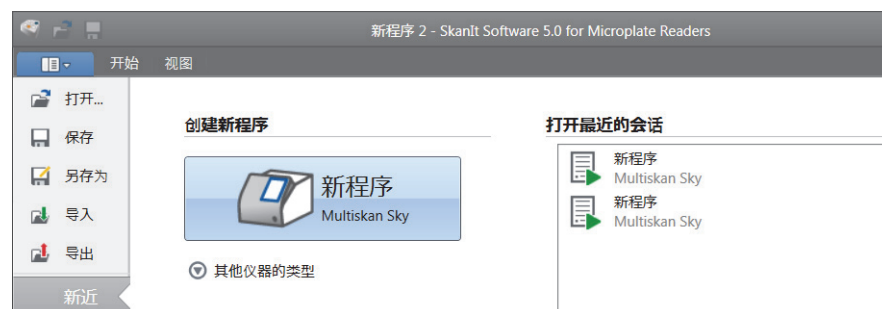 新程序 2 - SkanIt Software 5.0 for Microplate Readers
开始 视图
打开...
保存
另存为
导入
导出
新近
创建新程序
新程序
Multiskan Sky
其他仪器的类型
打开最近的会话
新程序
Multiskan Sky
新程序
Multiskan Sky